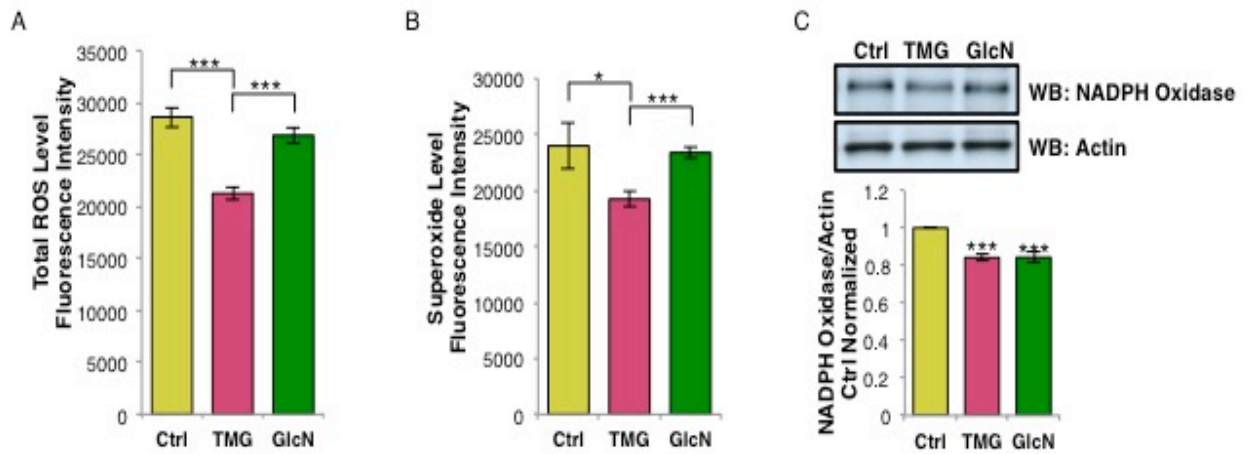 A
Total ROS Level
Fluorescence Intensity
35000
30000
25000
20000
15000
10000
5000
0
***
***
Ctrl TMG GlcN
B
Superoxide Level
Fluorescence Intensity
30000
25000
20000
15000
10000
5000
0
*
***
Ctrl TMG GlcN
C
Ctrl TMG GlcN
WB: NADPH Oxidase
WB: Actin
NADPH Oxidase/Actin
Ctrl Normalized
1.2
1
0.8
0.6
0.4
0.2
0
***
***
Ctrl TMG GlcN